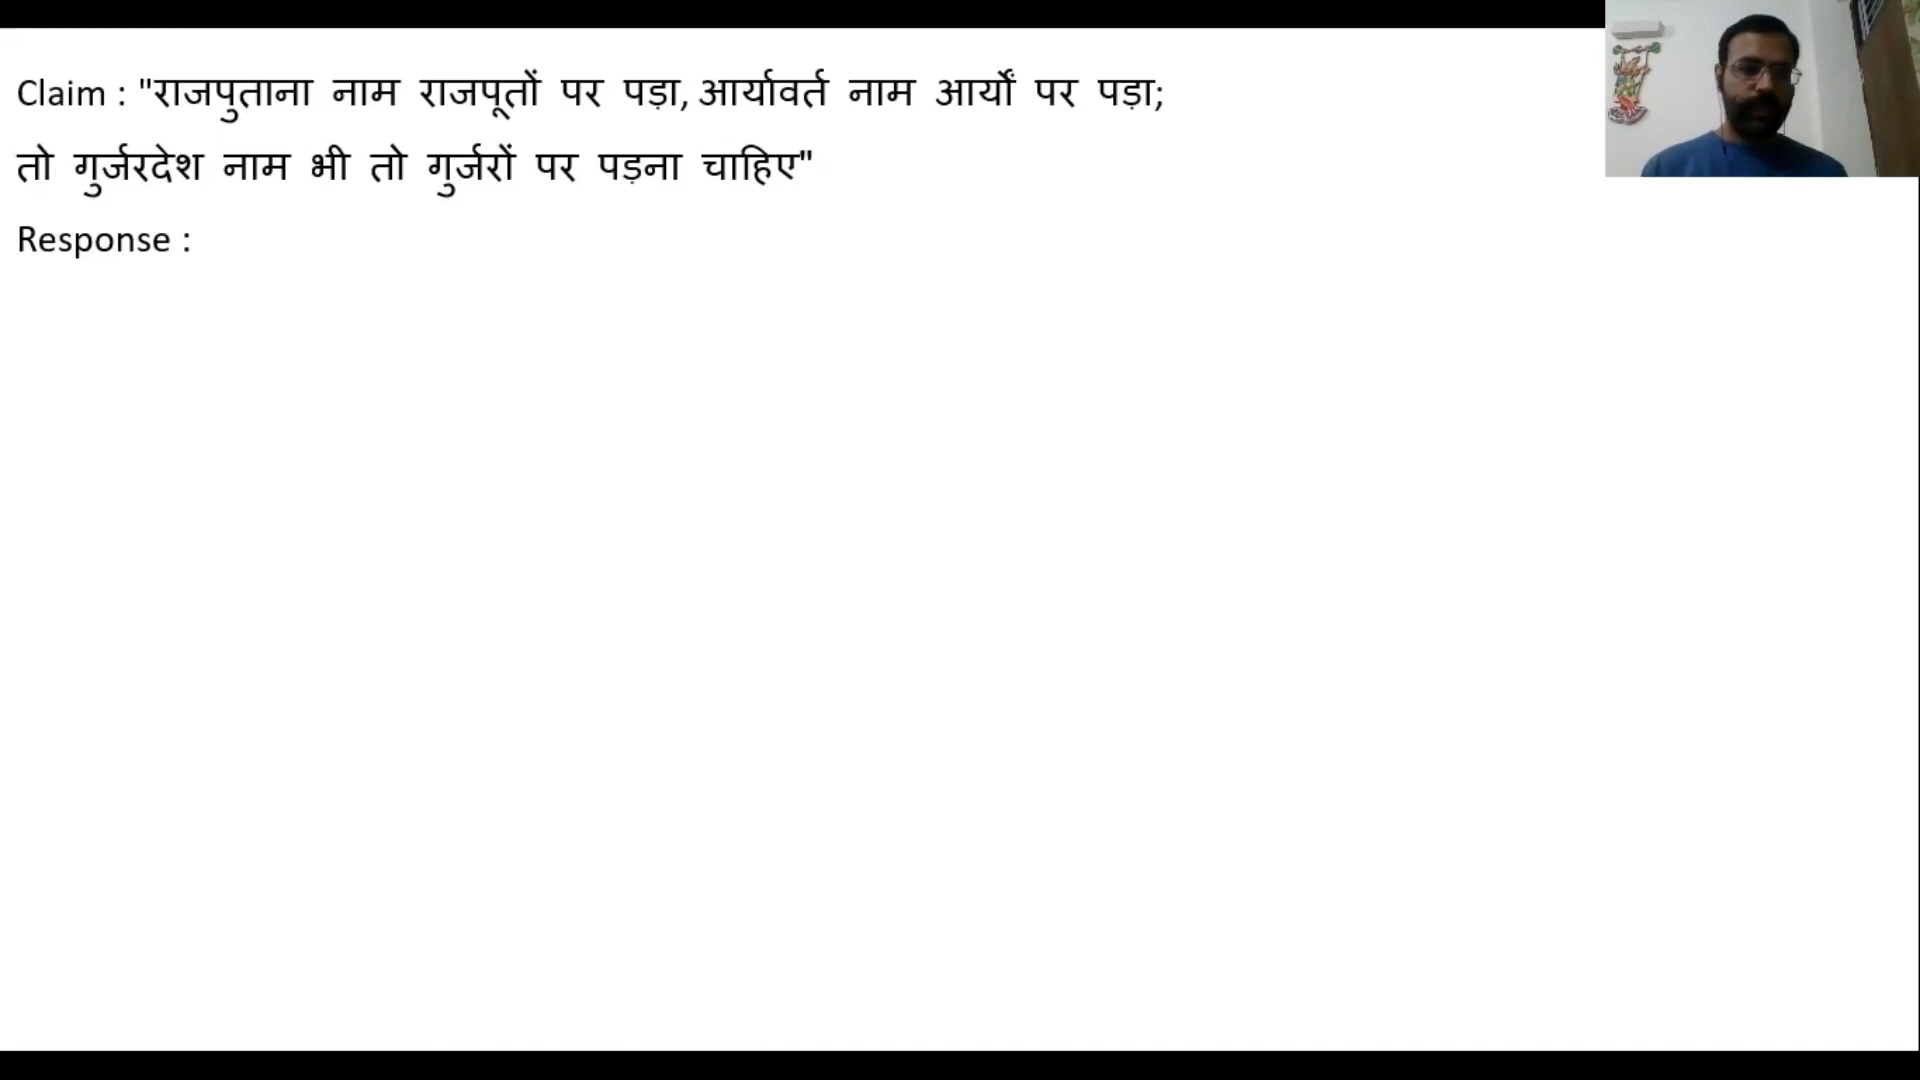 Claim : "राजपुताना नाम राजपूतों पर पड़ा, आर्यावर्त नाम आर्यों पर पड़ा;
तो गुर्जरदेश नाम भी तो गुर्जरों पर पड़ना चाहिए"
Response :